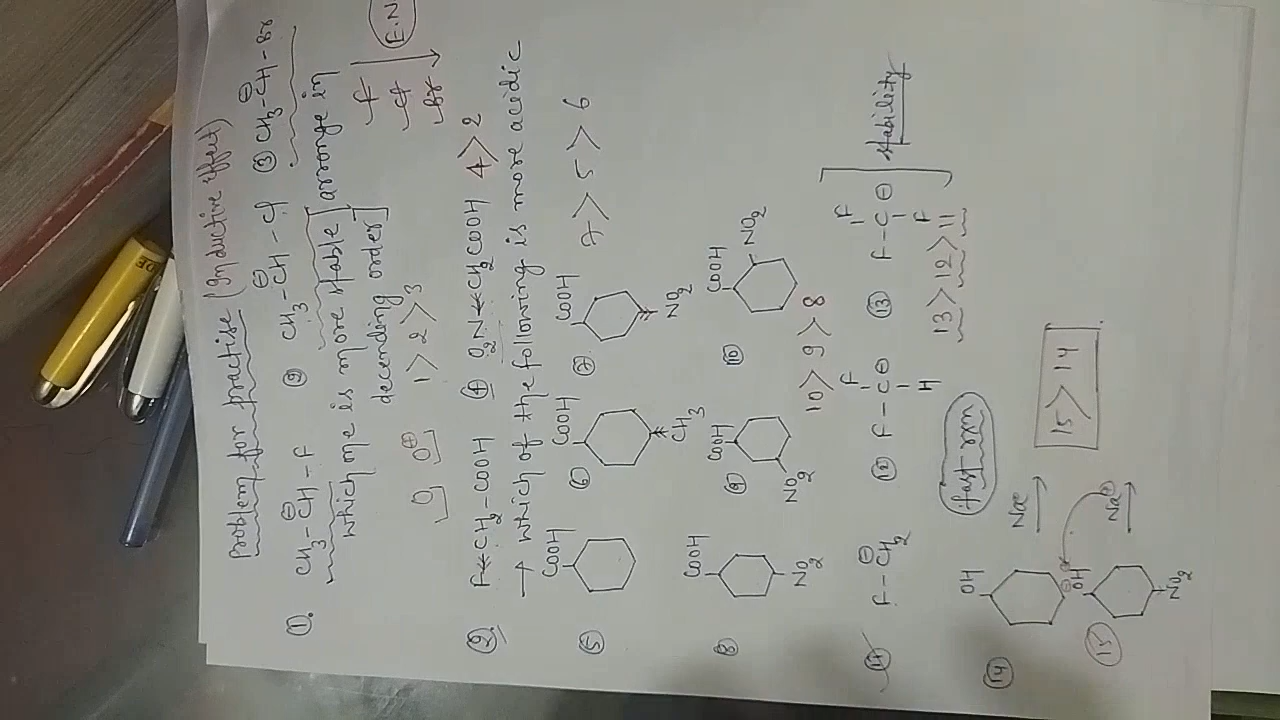 problem for practise (Inductive effect)
①. CH3-CH⊖-F ② CH3-CH⊖-Cl ③ CH3-CH⊖-Br
which one is more stable [arrange in
decending order]
1 > 2 > 3
F
Cl
Br
E.N
②. F CH2-COOH ④ O2N CH2COOH 4 > 2
→ which of the following is more acidic
⑤ COOH ⑥ COOH CH3 ⑦ COOH NO2 7 > 5 > 6
⑧ COOH NO2 ⑨ COOH NO2 ⑩ COOH NO2
10 > 9 > 8
⑪ F-CH2⊖ ⑫ F-C⊖ F H ⑬ F-C⊖ F F stability
13 > 12 > 11
fast rxn
⑭ OH Na⊕ →
⑮ OH NO2 Na⊕ →
15 > 14